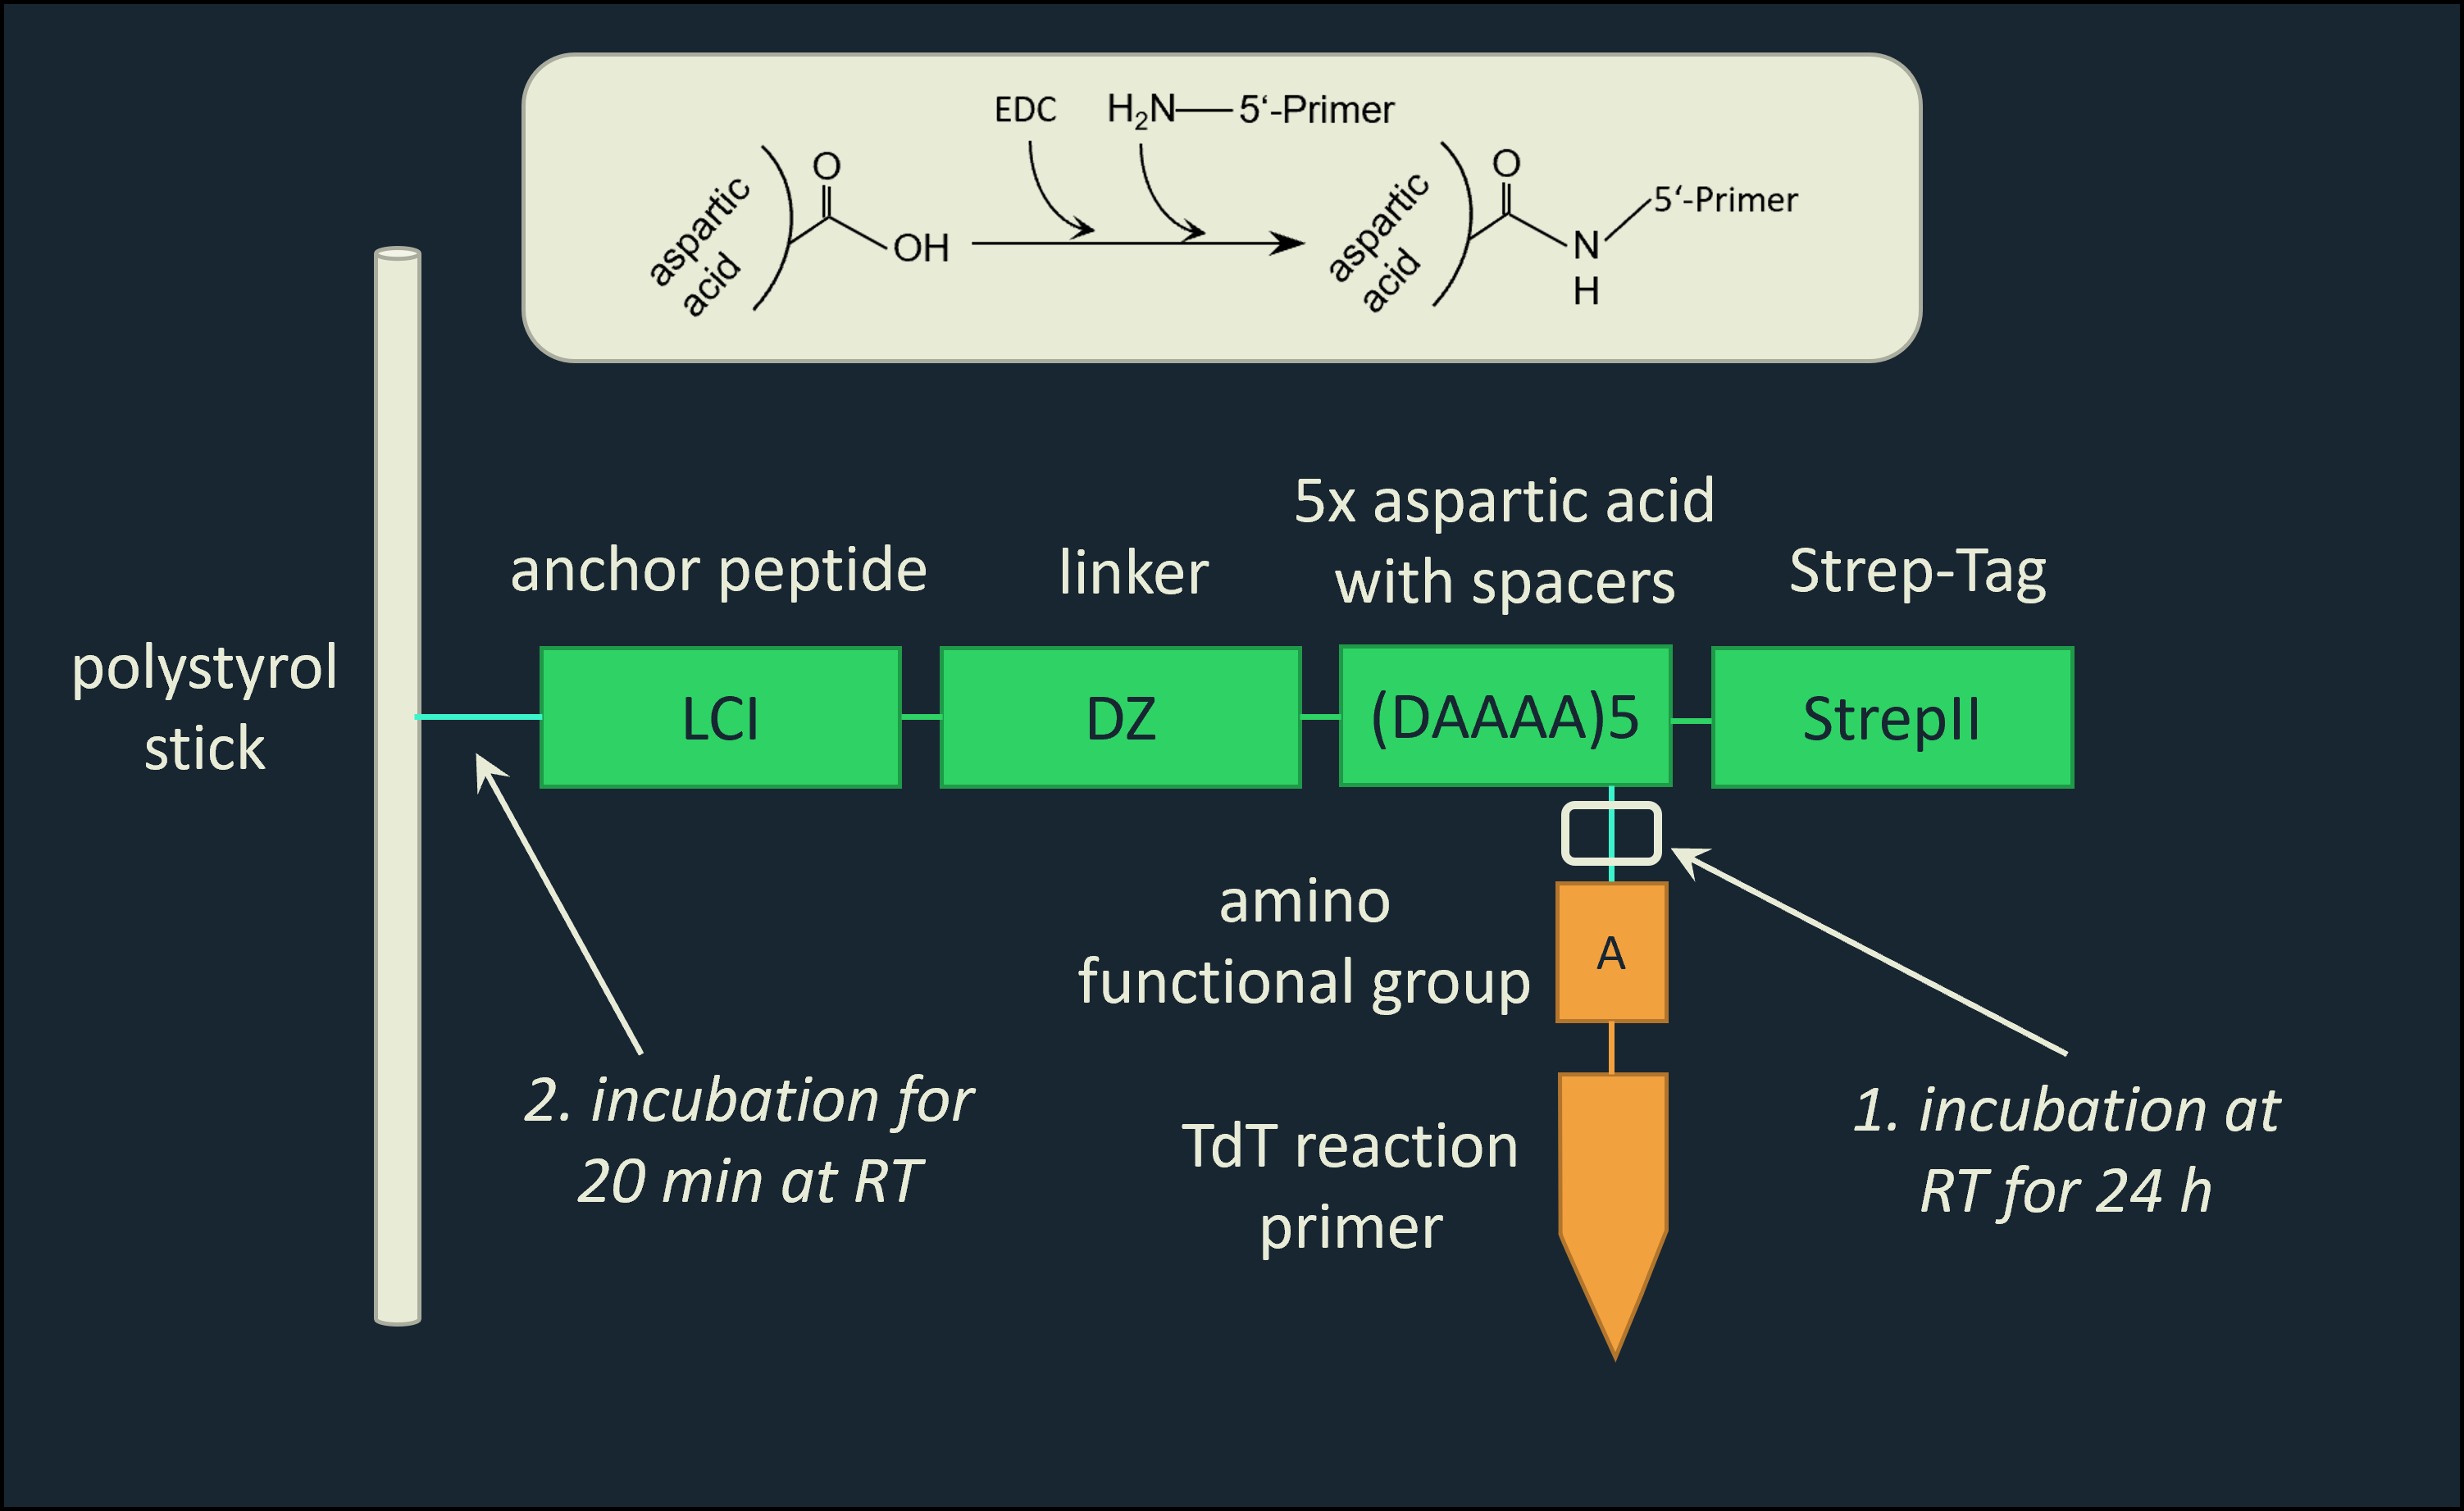 EDC
H₂N—5‘-Primer
aspartic
acid
O
OH
aspartic
acid
O
N
H
5‘-Primer
polystyrol
stick
anchor peptide
linker
5x aspartic acid
with spacers
Strep-Tag
LCI
DZ
(DAAAA)5
StrepII
amino
functional group
A
TdT reaction
primer
2. incubation for
20 min at RT
1. incubation at
RT for 24 h